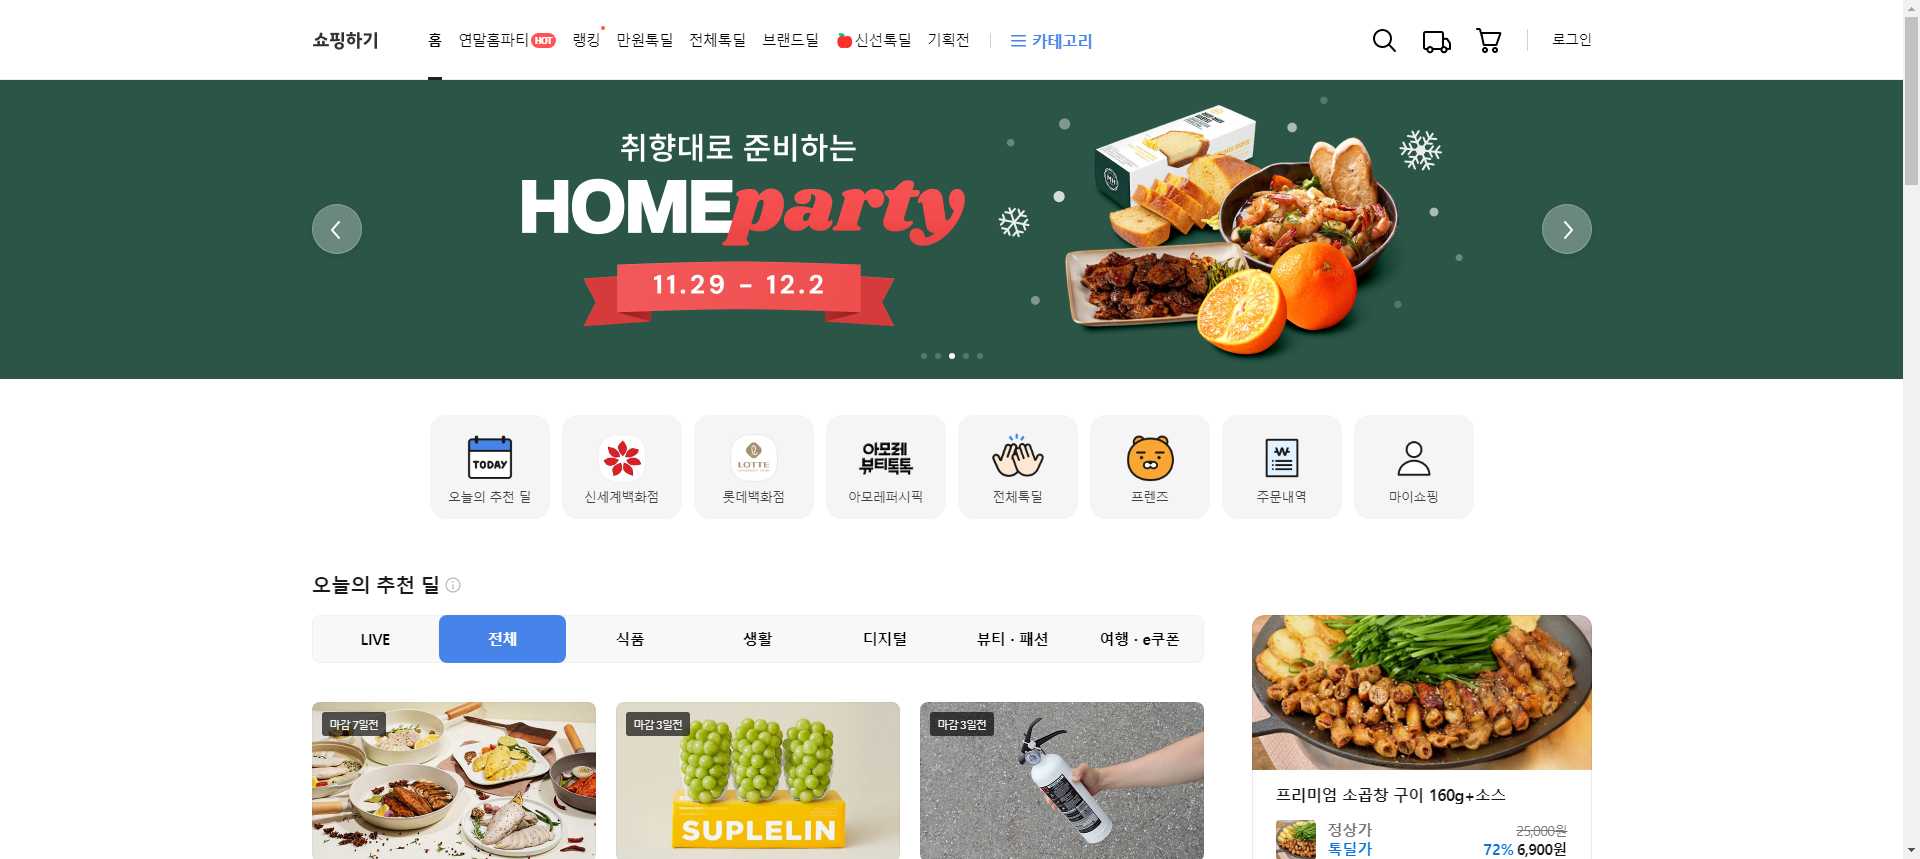 쇼핑하기
홈 연말홈파티 HOT 랭킹 만원톡딜 전체톡딜 브랜드딜 신선톡딜 기획전 카테고리
로그인
취향대로 준비하는
HOMEparty
11.29 - 12.2
TODAY
오늘의 추천 딜
신세계백화점
LOTTE
롯데백화점
아모레
뷰티톡톡
아모레퍼시픽
전체톡딜
프렌즈
주문내역
마이쇼핑
오늘의 추천 딜
LIVE 전체 식품 생활 디지털 뷰티 · 패션 여행 · e쿠폰
마감 7일전
마감 3일전
SUPLELIN
마감 3일전
프리미엄 소곱창 구이 160g+소스
정상가 25,000원
톡딜가 72% 6,900원